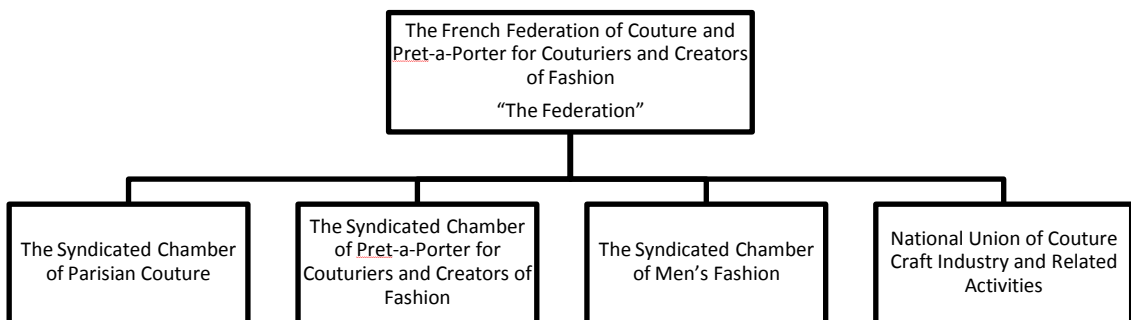 The French Federation of Couture and
Pret-a-Porter for Couturiers and Creators
of Fashion
“The Federation”
The Syndicated Chamber
of Parisian Couture
The Syndicated Chamber
of Pret-a-Porter for
Couturiers and Creators of
Fashion
The Syndicated Chamber
of Men’s Fashion
National Union of Couture
Craft Industry and Related
Activities